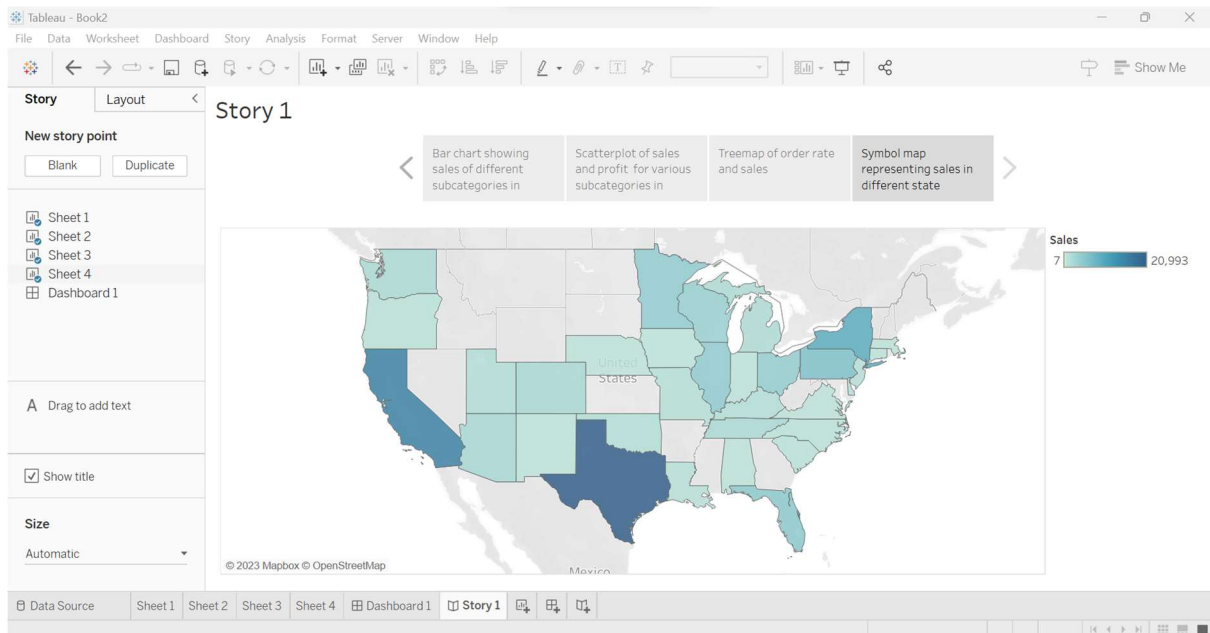 Tableau - Book2
File Data Worksheet Dashboard Story Analysis Format Server Window Help
Show Me
Story Layout
New story point
Blank Duplicate
Sheet 1
Sheet 2
Sheet 3
Sheet 4
Dashboard 1
A Drag to add text
Show title
Size
Automatic
Story 1
Bar chart showing
sales of different
subcategories in
Scatterplot of sales
and profit for various
subcategories in
Treemap of order rate
and sales
Symbol map
representing sales in
different state
United
States
Mexico
© 2023 Mapbox © OpenStreetMap
Sales
7 20,993
Data Source Sheet 1 Sheet 2 Sheet 3 Sheet 4 Dashboard 1 Story 1